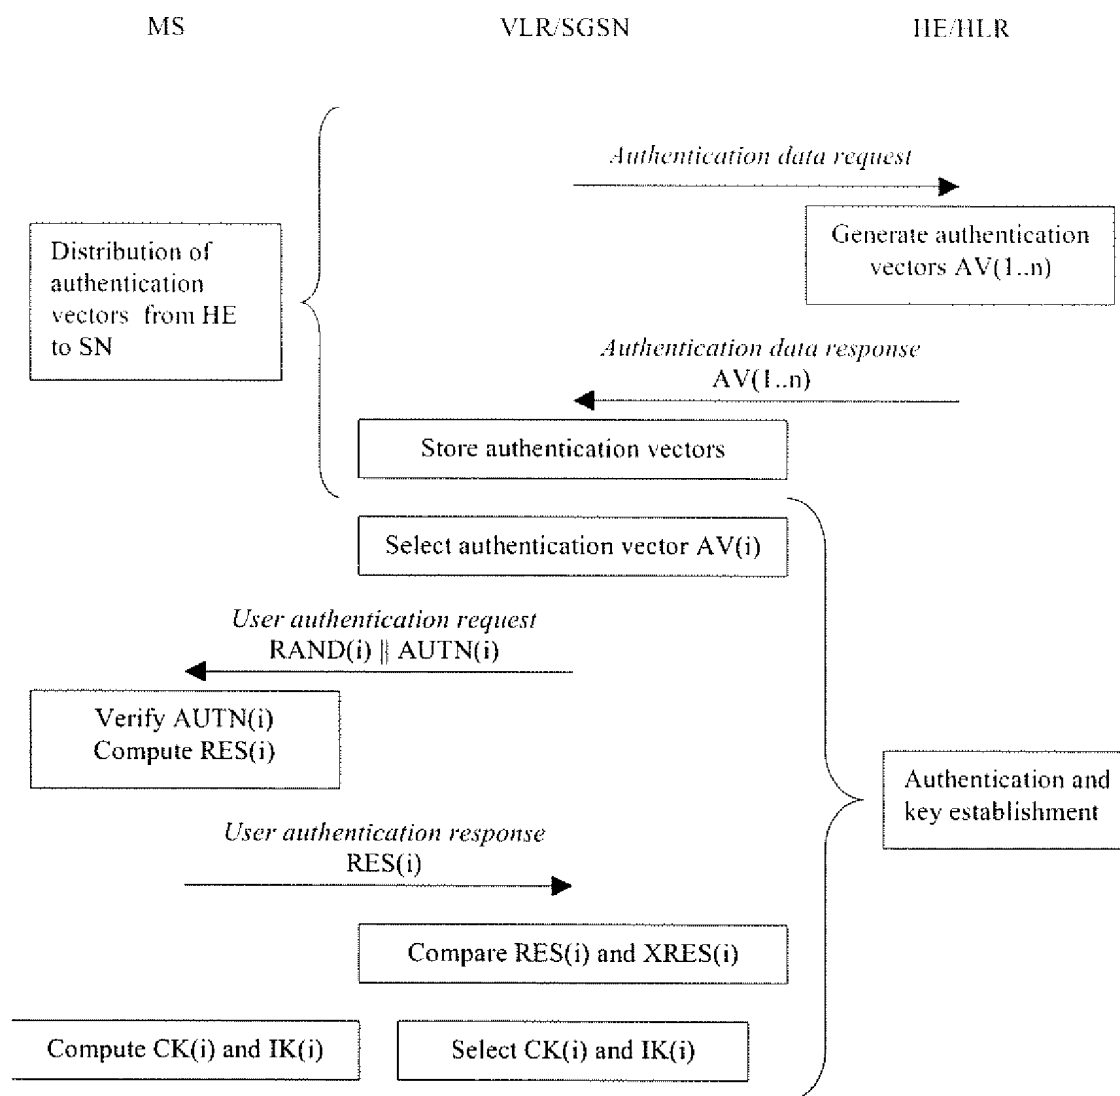 MS
VLR/SGSN
HE/HLR
Authentication data request
Generate authentication
vectors AV(1..n)
Distribution of
authentication
vectors from HE
to SN
Authentication data response
AV(1..n)
Store authentication vectors
Select authentication vector AV(i)
User authentication request
RAND(i) || AUTN(i)
Verify AUTN(i)
Compute RES(i)
Authentication and
key establishment
User authentication response
RES(i)
Compare RES(i) and XRES(i)
Compute CK(i) and IK(i)
Select CK(i) and IK(i)